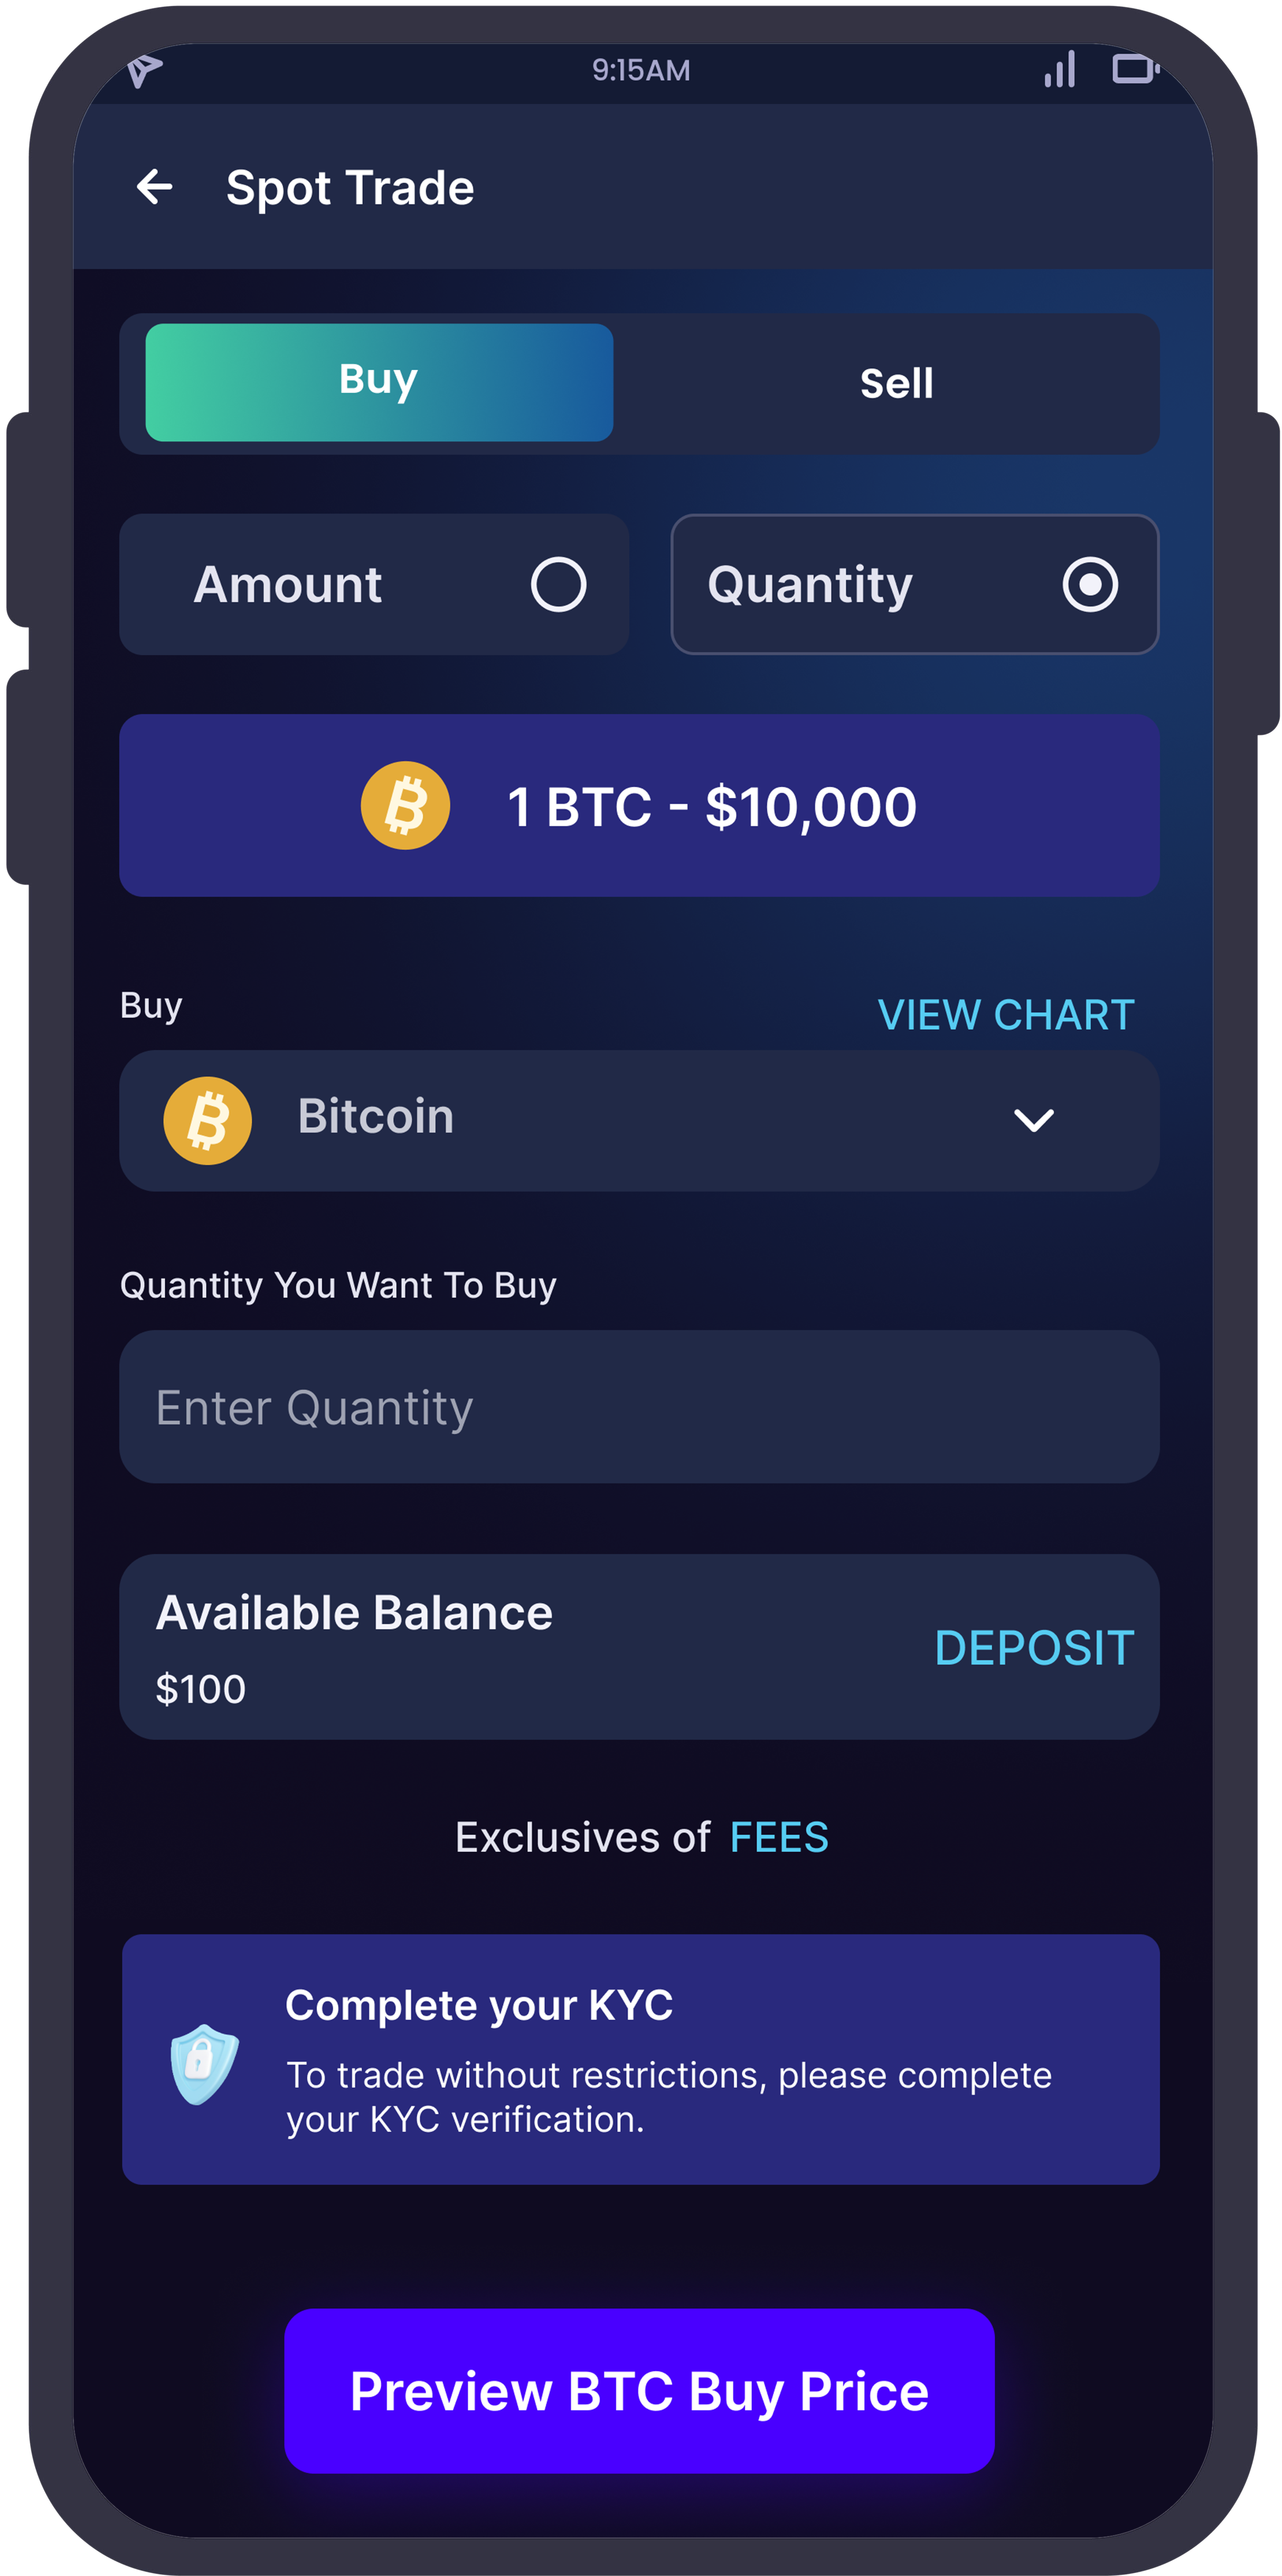 9:15AM
Spot Trade
Buy
Sell
Amount
Quantity
1 BTC - $10,000
Buy
VIEW CHART
Bitcoin
Quantity You Want To Buy
Enter Quantity
Available Balance
$100
DEPOSIT
Exclusives of FEES
Complete your KYC
To trade without restrictions, please complete
your KYC verification.
Preview BTC Buy Price